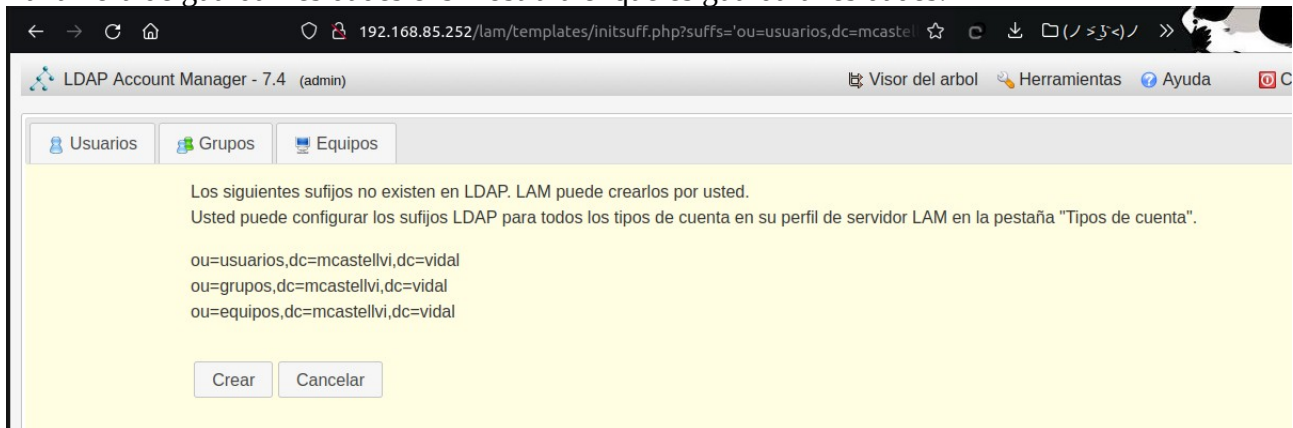 192.168.85.252/lam/templates/initsuff.php?suffs='ou=usuarios,dc=mcastel
(ノ≤ڼ<)ノ »
LDAP Account Manager - 7.4 (admin) Visor del arbol Herramientas Ayuda C
Usuarios Grupos Equipos
Los siguientes sufijos no existen en LDAP. LAM puede crearlos por usted.
Usted puede configurar los sufijos LDAP para todos los tipos de cuenta en su perfil de servidor LAM en la pestaña "Tipos de cuenta".
ou=usuarios,dc=mcastellvi,dc=vidal
ou=grupos,dc=mcastellvi,dc=vidal
ou=equipos,dc=mcastellvi,dc=vidal
Crear Cancelar